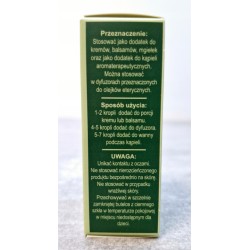 Przeznaczenie:
Stosować jako dodatek do
kremów, balsamów, mgiełek
oraz jako dodatek do kąpieli
aromaterapeutycznych.
Można stosować
w dyfuzorach przeznaczonych
do olejków eterycznych.
Sposób użycia:
1-2 kropli dodać do porcji
kremu lub balsamu.
4-6 kropli dodać do dyfuzora.
5-7 kropli dodać do wanny
podczas kąpieli.
UWAGA:
Unikać kontaktu z oczami.
Nie stosować nierozcieńczonego
produktu bezpośrednio na skórę.
Nie stosować w przypadku
wrażliwej skóry.
Przechowywać w szczelnie
zamkniętej butelce z ciemnego
szkła w temperaturze pokojowej
w miejscu niedostępnym dla
dzieci.